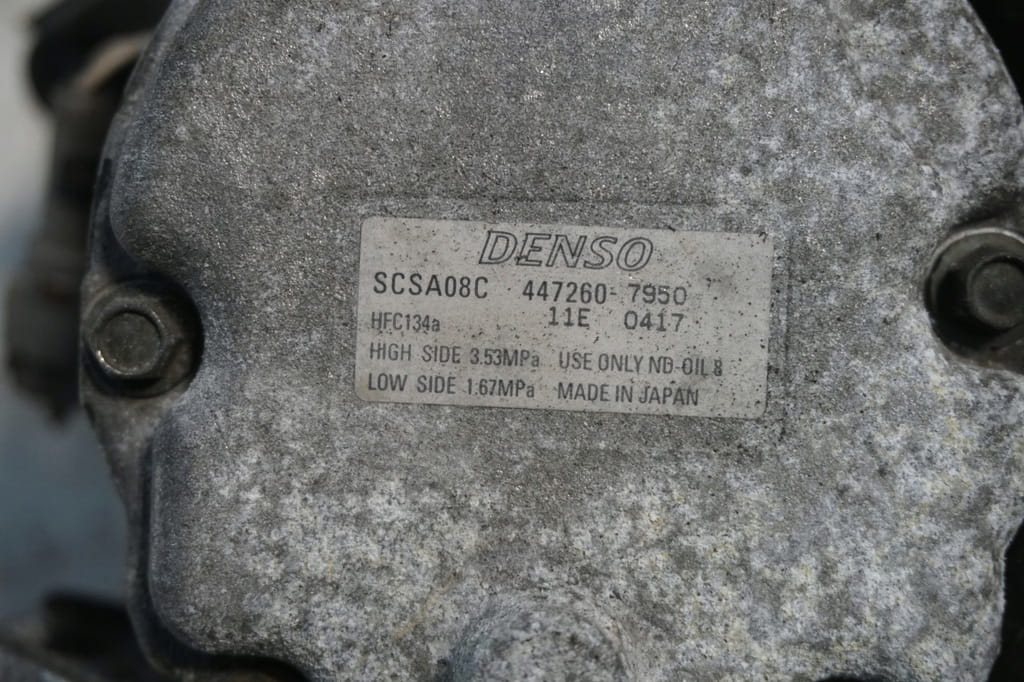 DENSO
SCSA08C 447260-7950
HFC134a 11E 0417
HIGH SIDE 3.53MPa USE ONLY ND-OIL 8
LOW SIDE 1.67MPa MADE IN JAPAN